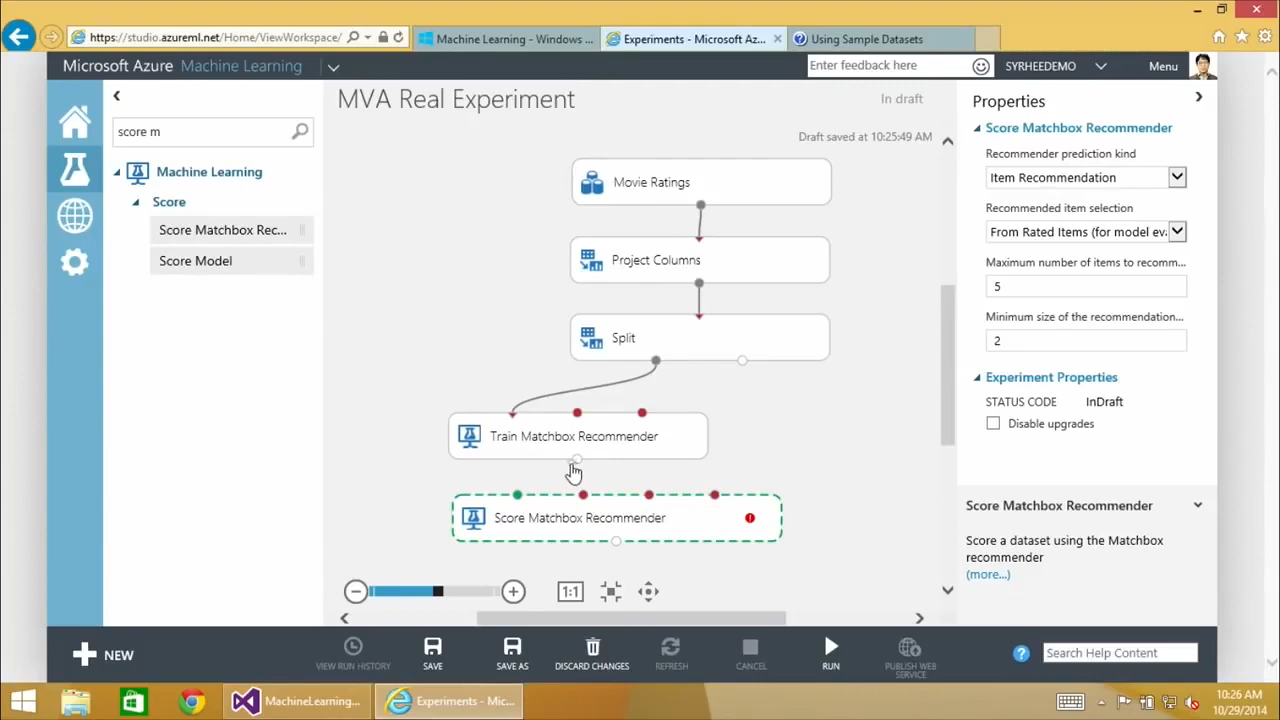 https://studio.azureml.net/Home/ViewWorkspace/
Machine Learning - Windows ...
Experiments - Microsoft Az...
Using Sample Datasets
Microsoft Azure Machine Learning
Enter feedback here
SYRHEEDEMO
Menu
score m
Machine Learning
Score
Score Matchbox Rec...
Score Model
MVA Real Experiment
In draft
Draft saved at 10:25:49 AM
Movie Ratings
Project Columns
Split
Train Matchbox Recommender
Score Matchbox Recommender
1:1
Properties
Score Matchbox Recommender
Recommender prediction kind
Item Recommendation
Recommended item selection
From Rated Items (for model eva
Maximum number of items to recomm...
5
Minimum size of the recommendation...
2
Experiment Properties
STATUS CODE InDraft
Disable upgrades
Score Matchbox Recommender
Score a dataset using the Matchbox
recommender
(more...)
NEW
VIEW RUN HISTORY
SAVE
SAVE AS
DISCARD CHANGES
REFRESH
CANCEL
RUN
PUBLISH WEB
SERVICE
Search Help Content
MachineLearning...
Experiments - Mic...
10:26 AM
10/29/2014